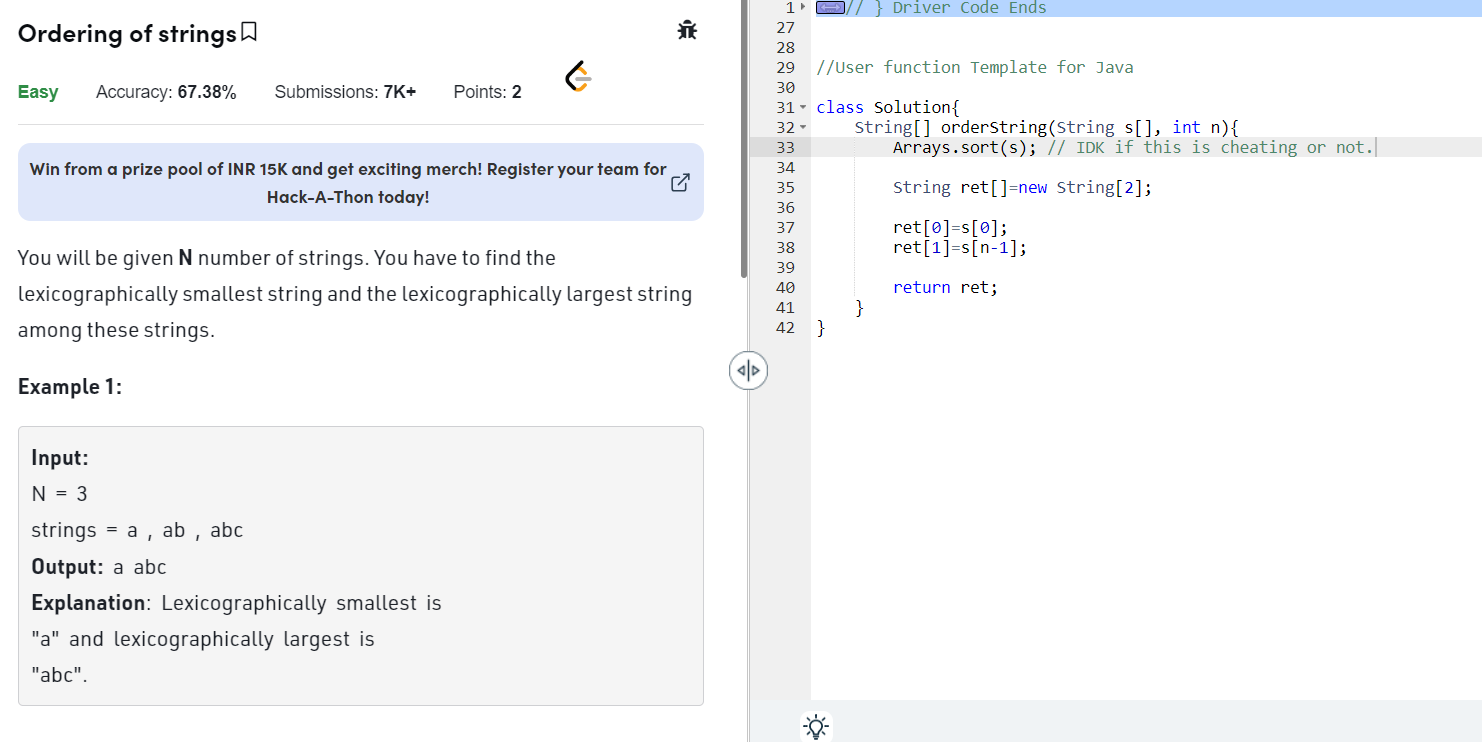 Ordering of strings
Easy Accuracy: 67.38% Submissions: 7K+ Points: 2
Win from a prize pool of INR 15K and get exciting merch! Register your team for
Hack-A-Thon today!
You will be given N number of strings. You have to find the
lexicographically smallest string and the lexicographically largest string
among these strings.
Example 1:
Input:
N = 3
strings = a , ab , abc
Output: a abc
Explanation: Lexicographically smallest is
"a" and lexicographically largest is
"abc".
1 // } Driver Code Ends
27
28
29 //User function Template for Java
30
31 class Solution{
32 String[] orderString(String s[], int n){
33 Arrays.sort(s); // IDK if this is cheating or not.
34
35 String ret[]=new String[2];
36
37 ret[0]=s[0];
38 ret[1]=s[n-1];
39
40 return ret;
41 }
42 }